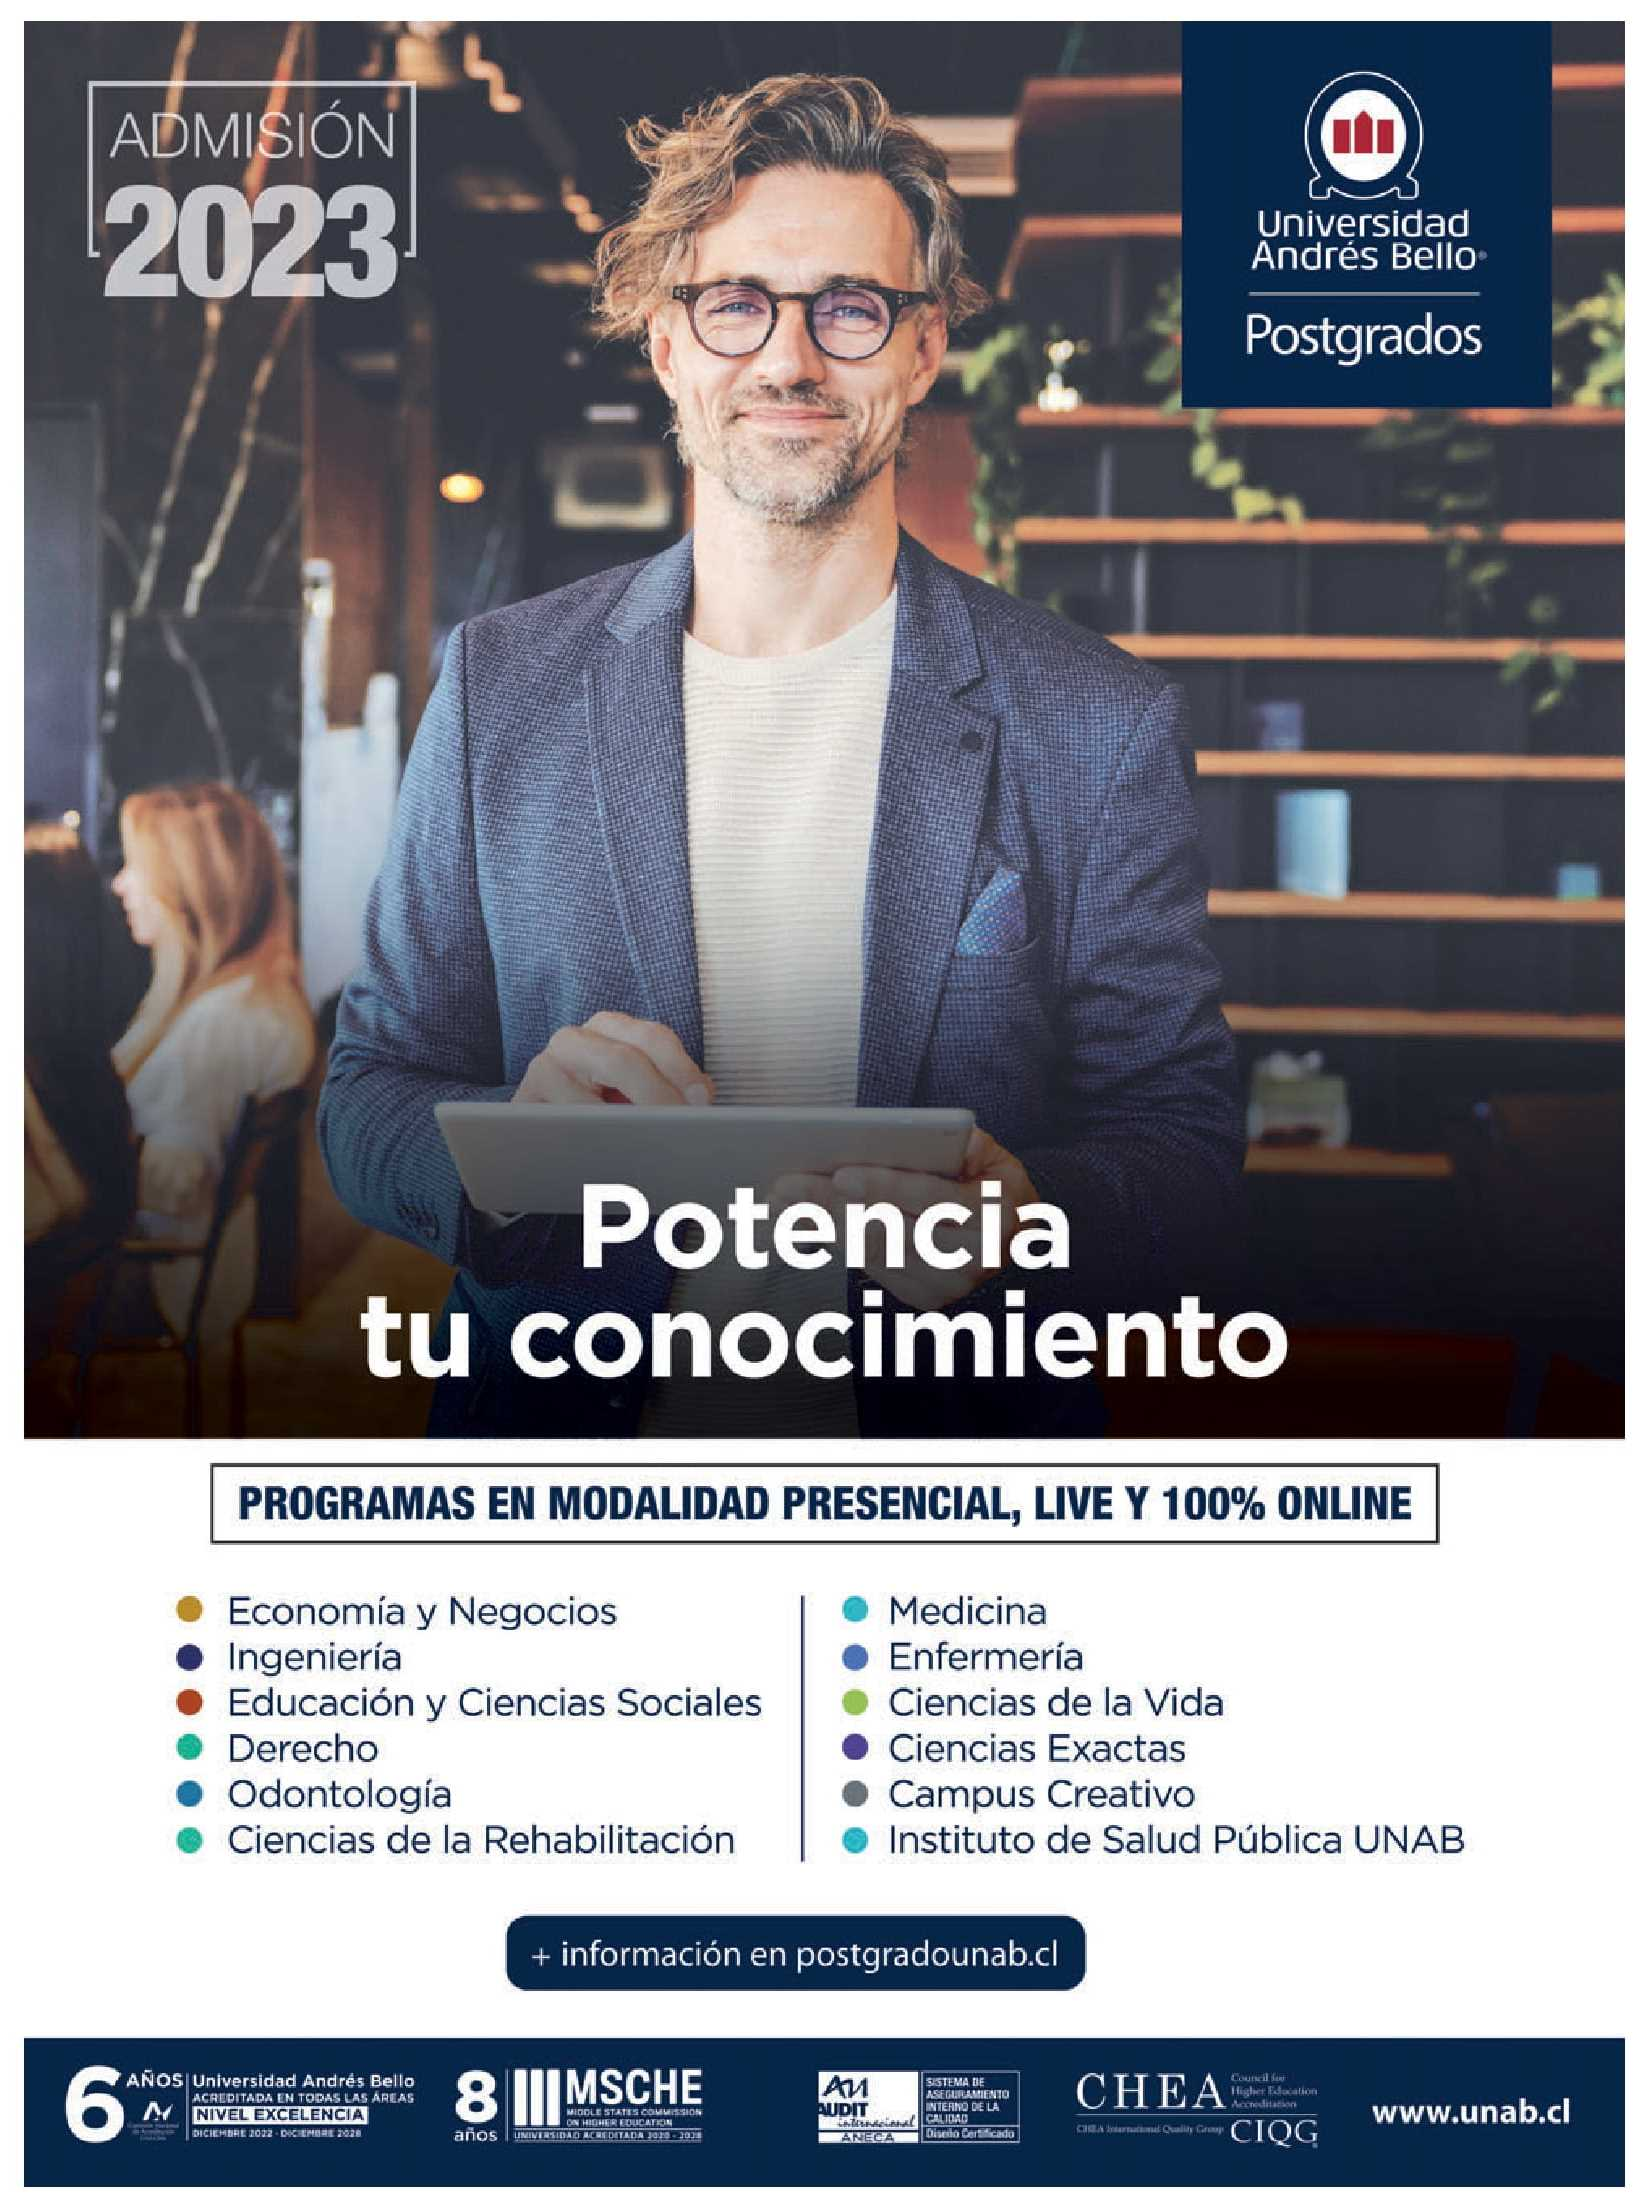 ADMISIÓN
2023
Universidad
Andrés Bello
Postgrados
Potencia
tu conocimiento
PROGRAMAS EN MODALIDAD PRESENCIAL, LIVE Y 100% ONLINE
Economía y Negocios
Ingeniería
Educación y Ciencias Sociales
Derecho
Odontología
Ciencias de la Rehabilitación
Medicina
Enfermería
Ciencias de la Vida
Ciencias Exactas
Campus Creativo
Instituto de Salud Pública UNAB
+ información en postgradounab.cl
6 AÑOS
Universidad Andrés Bello
ACREDITADA EN TODAS LAS ÁREAS
NIVEL EXCELENCIA
DICIEMBRE 2022 - DICIEMBRE 2028
8
años
MSCHE
MIDDLE STATES COMMISSION
ON HIGHER EDUCATION
UNIVERSIDAD ACREDITADA 2020 - 2028
AUDIT
internacional
ANECA
SISTEMA DE
ASEGURAMIENTO
INTERNO DE LA
CALIDAD
Diseño Certificado
CHEA
Council for
Higher Education
Accreditation
CHEA International Quality Group
CIQG
www.unab.cl